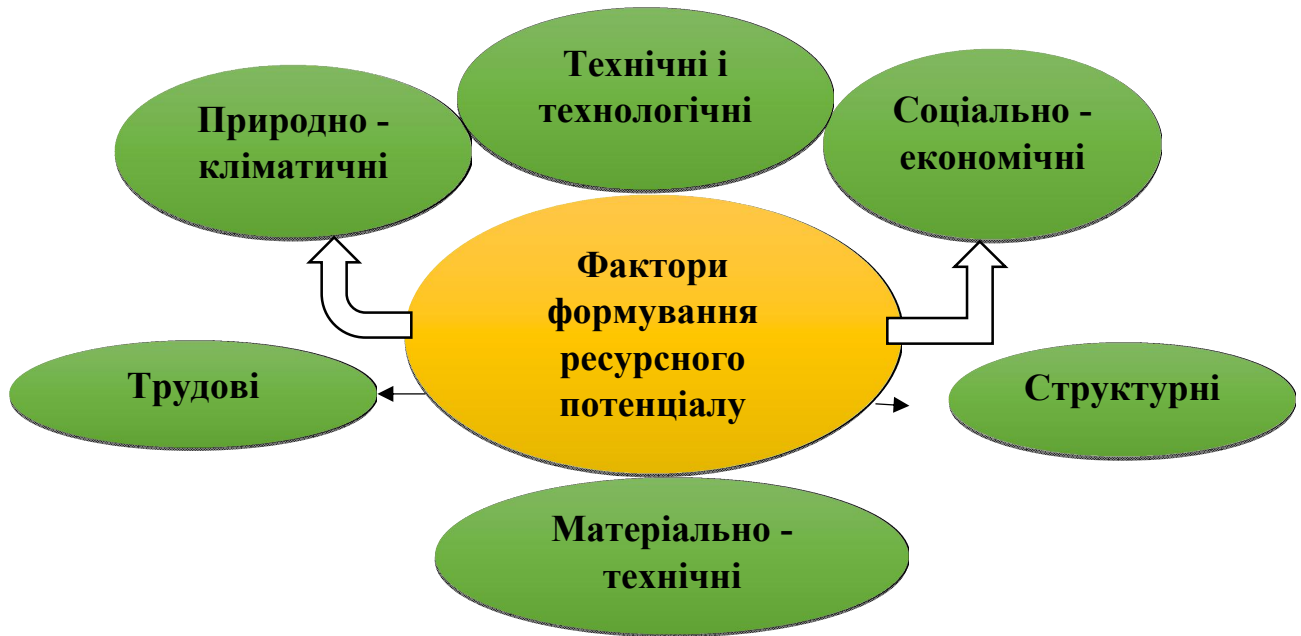 Технічні і
технологічні
Природно -
кліматичні
Соціально -
економічні
Фактори
формування
ресурсного
потенціалу
Трудові
Структурні
Матеріально -
технічні